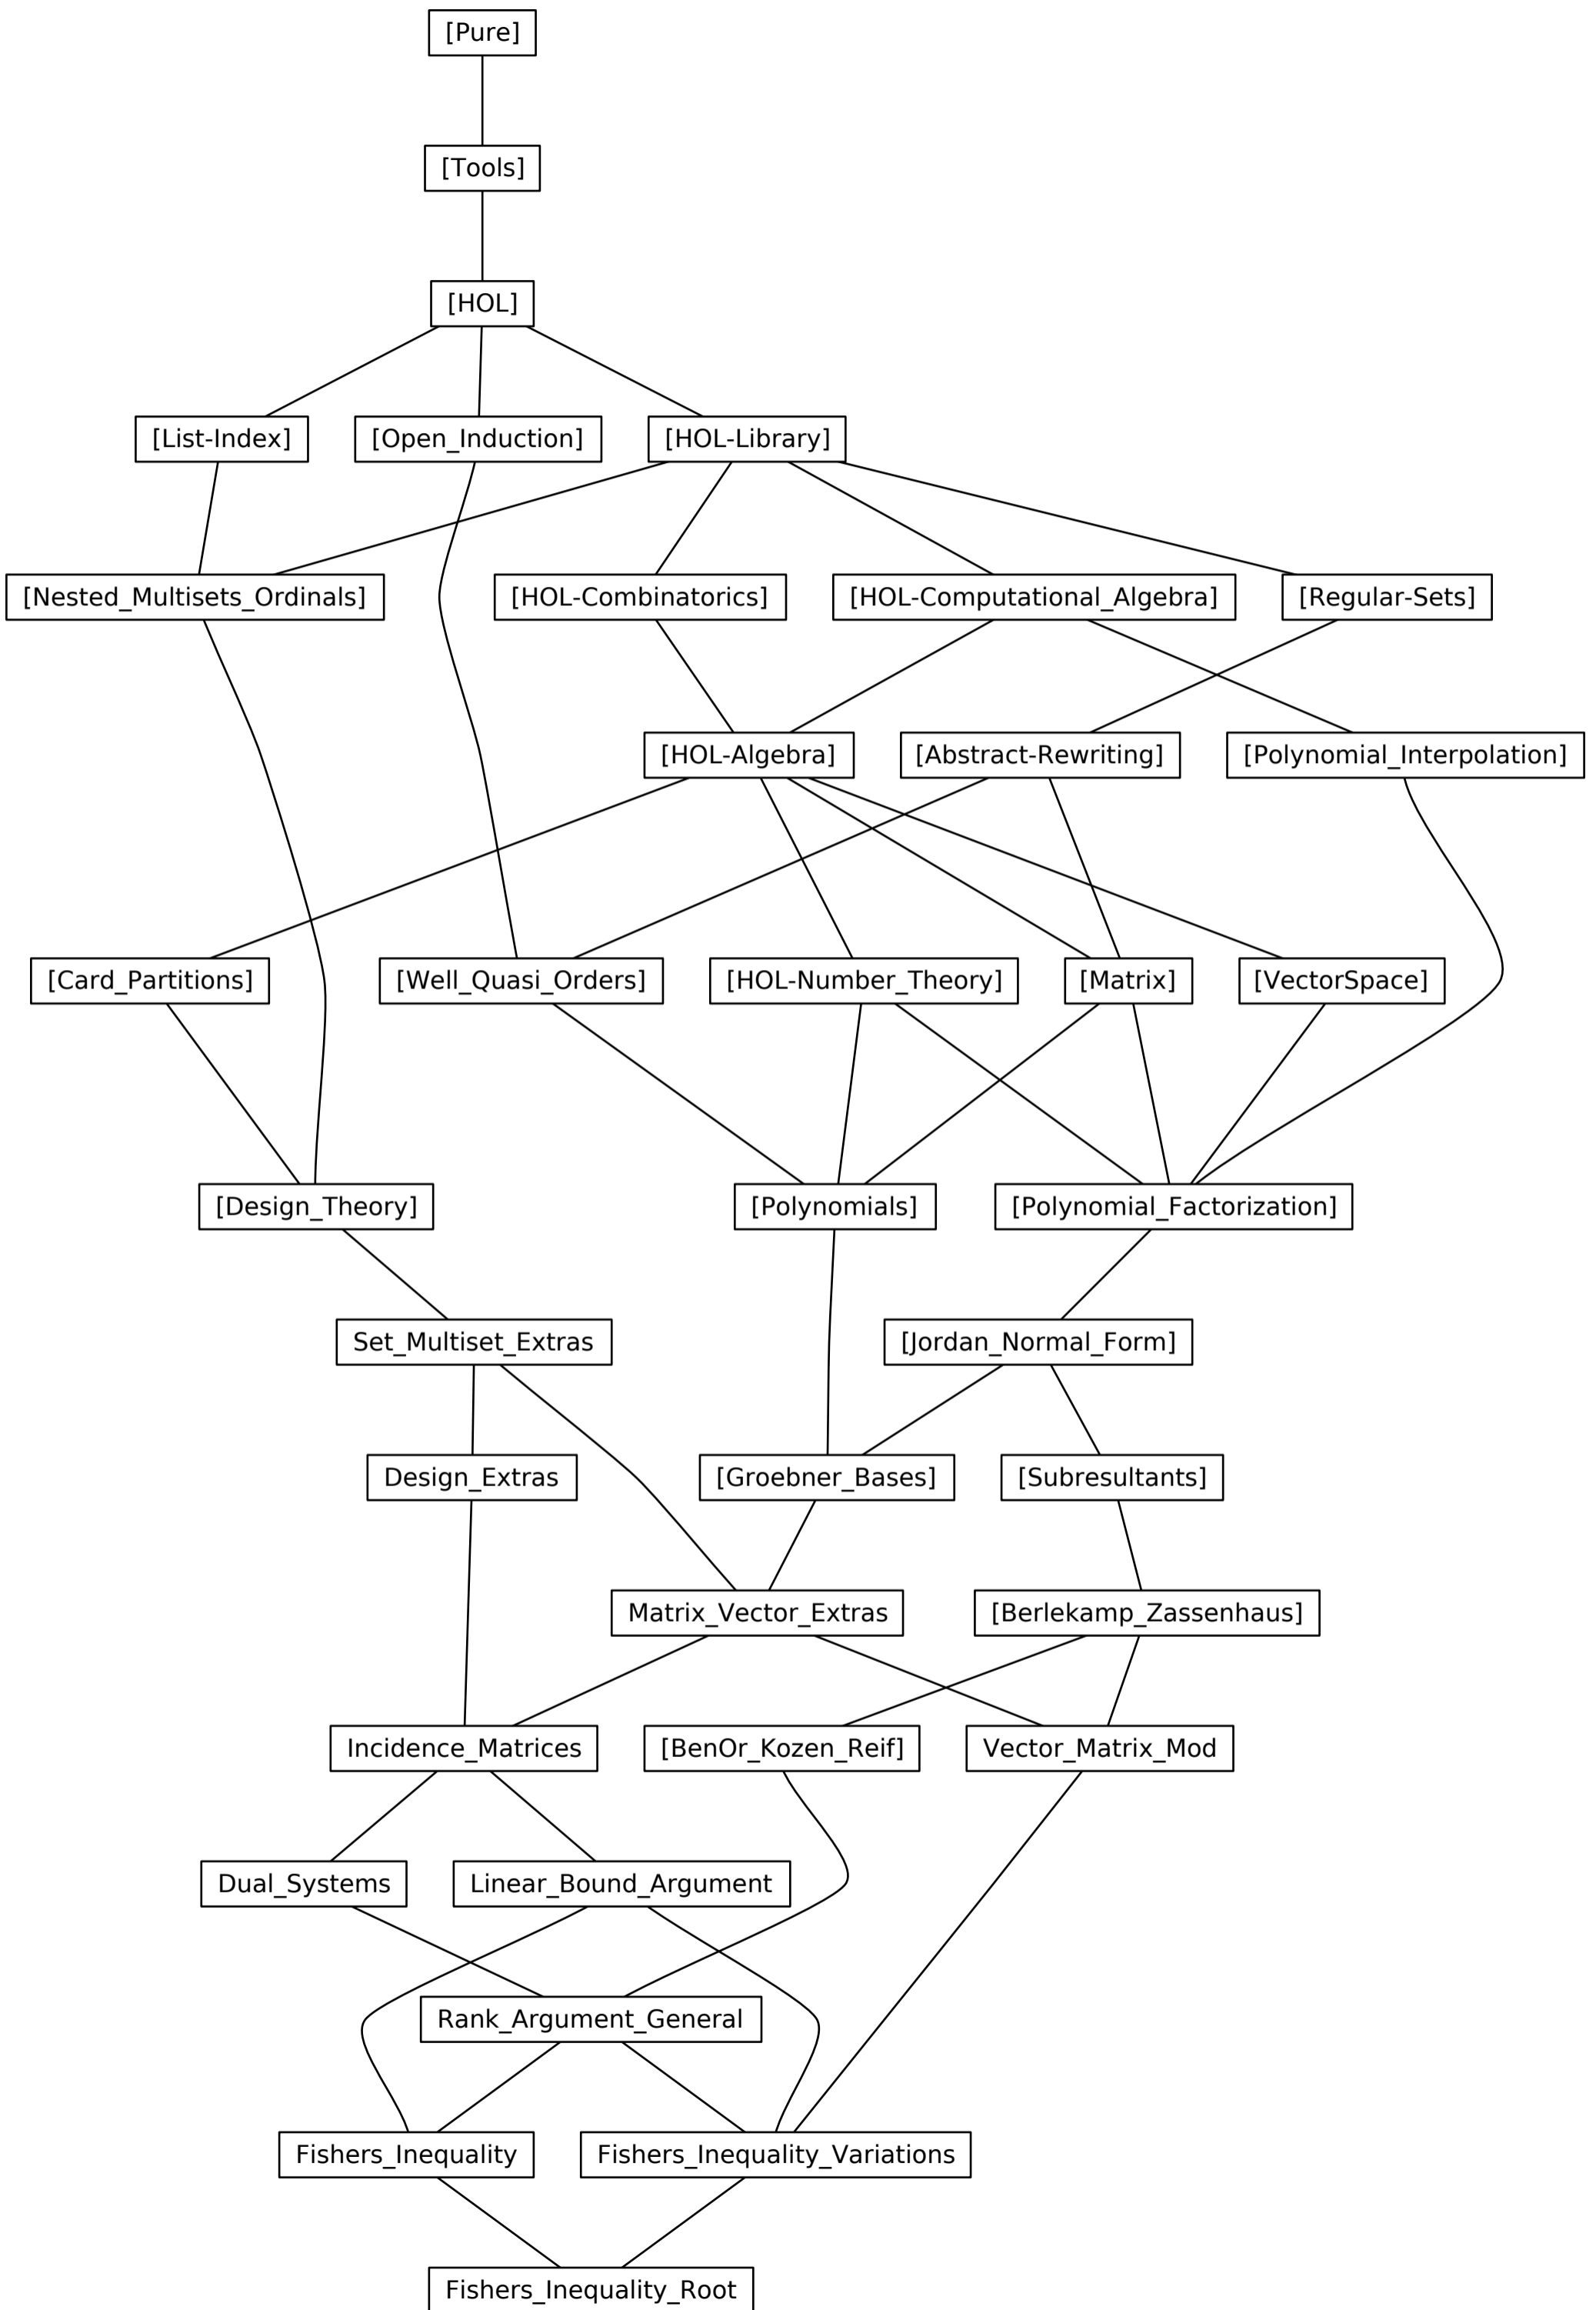 [Pure]
[Tools]
[HOL]
[List-Index]
[Open_Induction]
[HOL-Library]
[Nested_Multisets_Ordinals]
[HOL-Combinatorics]
[HOL-Computational_Algebra]
[Regular-Sets]
[HOL-Algebra]
[Abstract-Rewriting]
[Polynomial_Interpolation]
[Card_Partitions]
[Well_Quasi_Orders]
[HOL-Number_Theory]
[Matrix]
[VectorSpace]
[Design_Theory]
[Polynomials]
[Polynomial_Factorization]
Set_Multiset_Extras
[Jordan_Normal_Form]
Design_Extras
[Groebner_Bases]
[Subresultants]
Matrix_Vector_Extras
[Berlekamp_Zassenhaus]
Incidence_Matrices
[BenOr_Kozen_Reif]
Vector_Matrix_Mod
Dual_Systems
Linear_Bound_Argument
Rank_Argument_General
Fishers_Inequality
Fishers_Inequality_Variations
Fishers_Inequality_Root